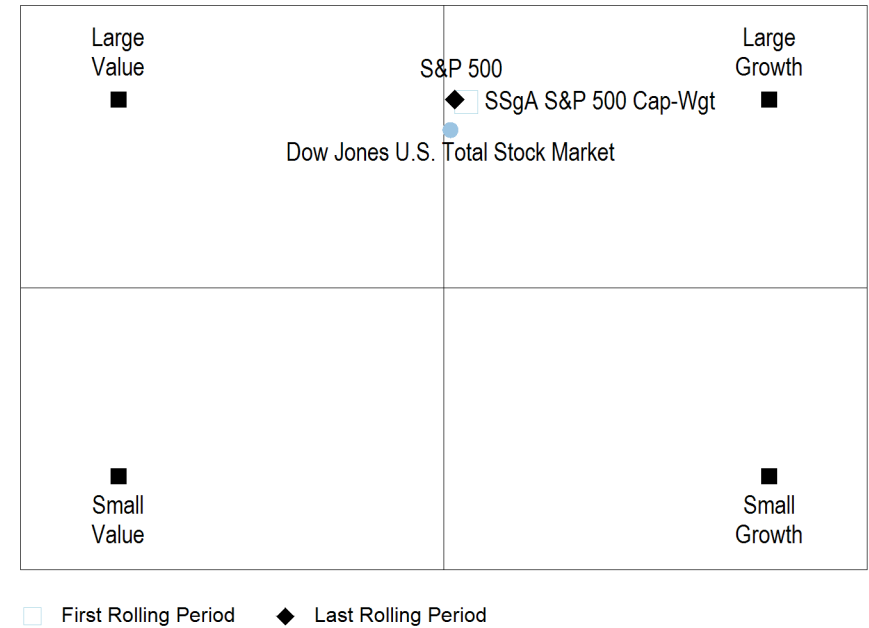 Large
Value
Large
Growth
S&P 500
SSgA S&P 500 Cap-Wgt
Dow Jones U.S. Total Stock Market
Small
Value
Small
Growth
First Rolling Period
Last Rolling Period